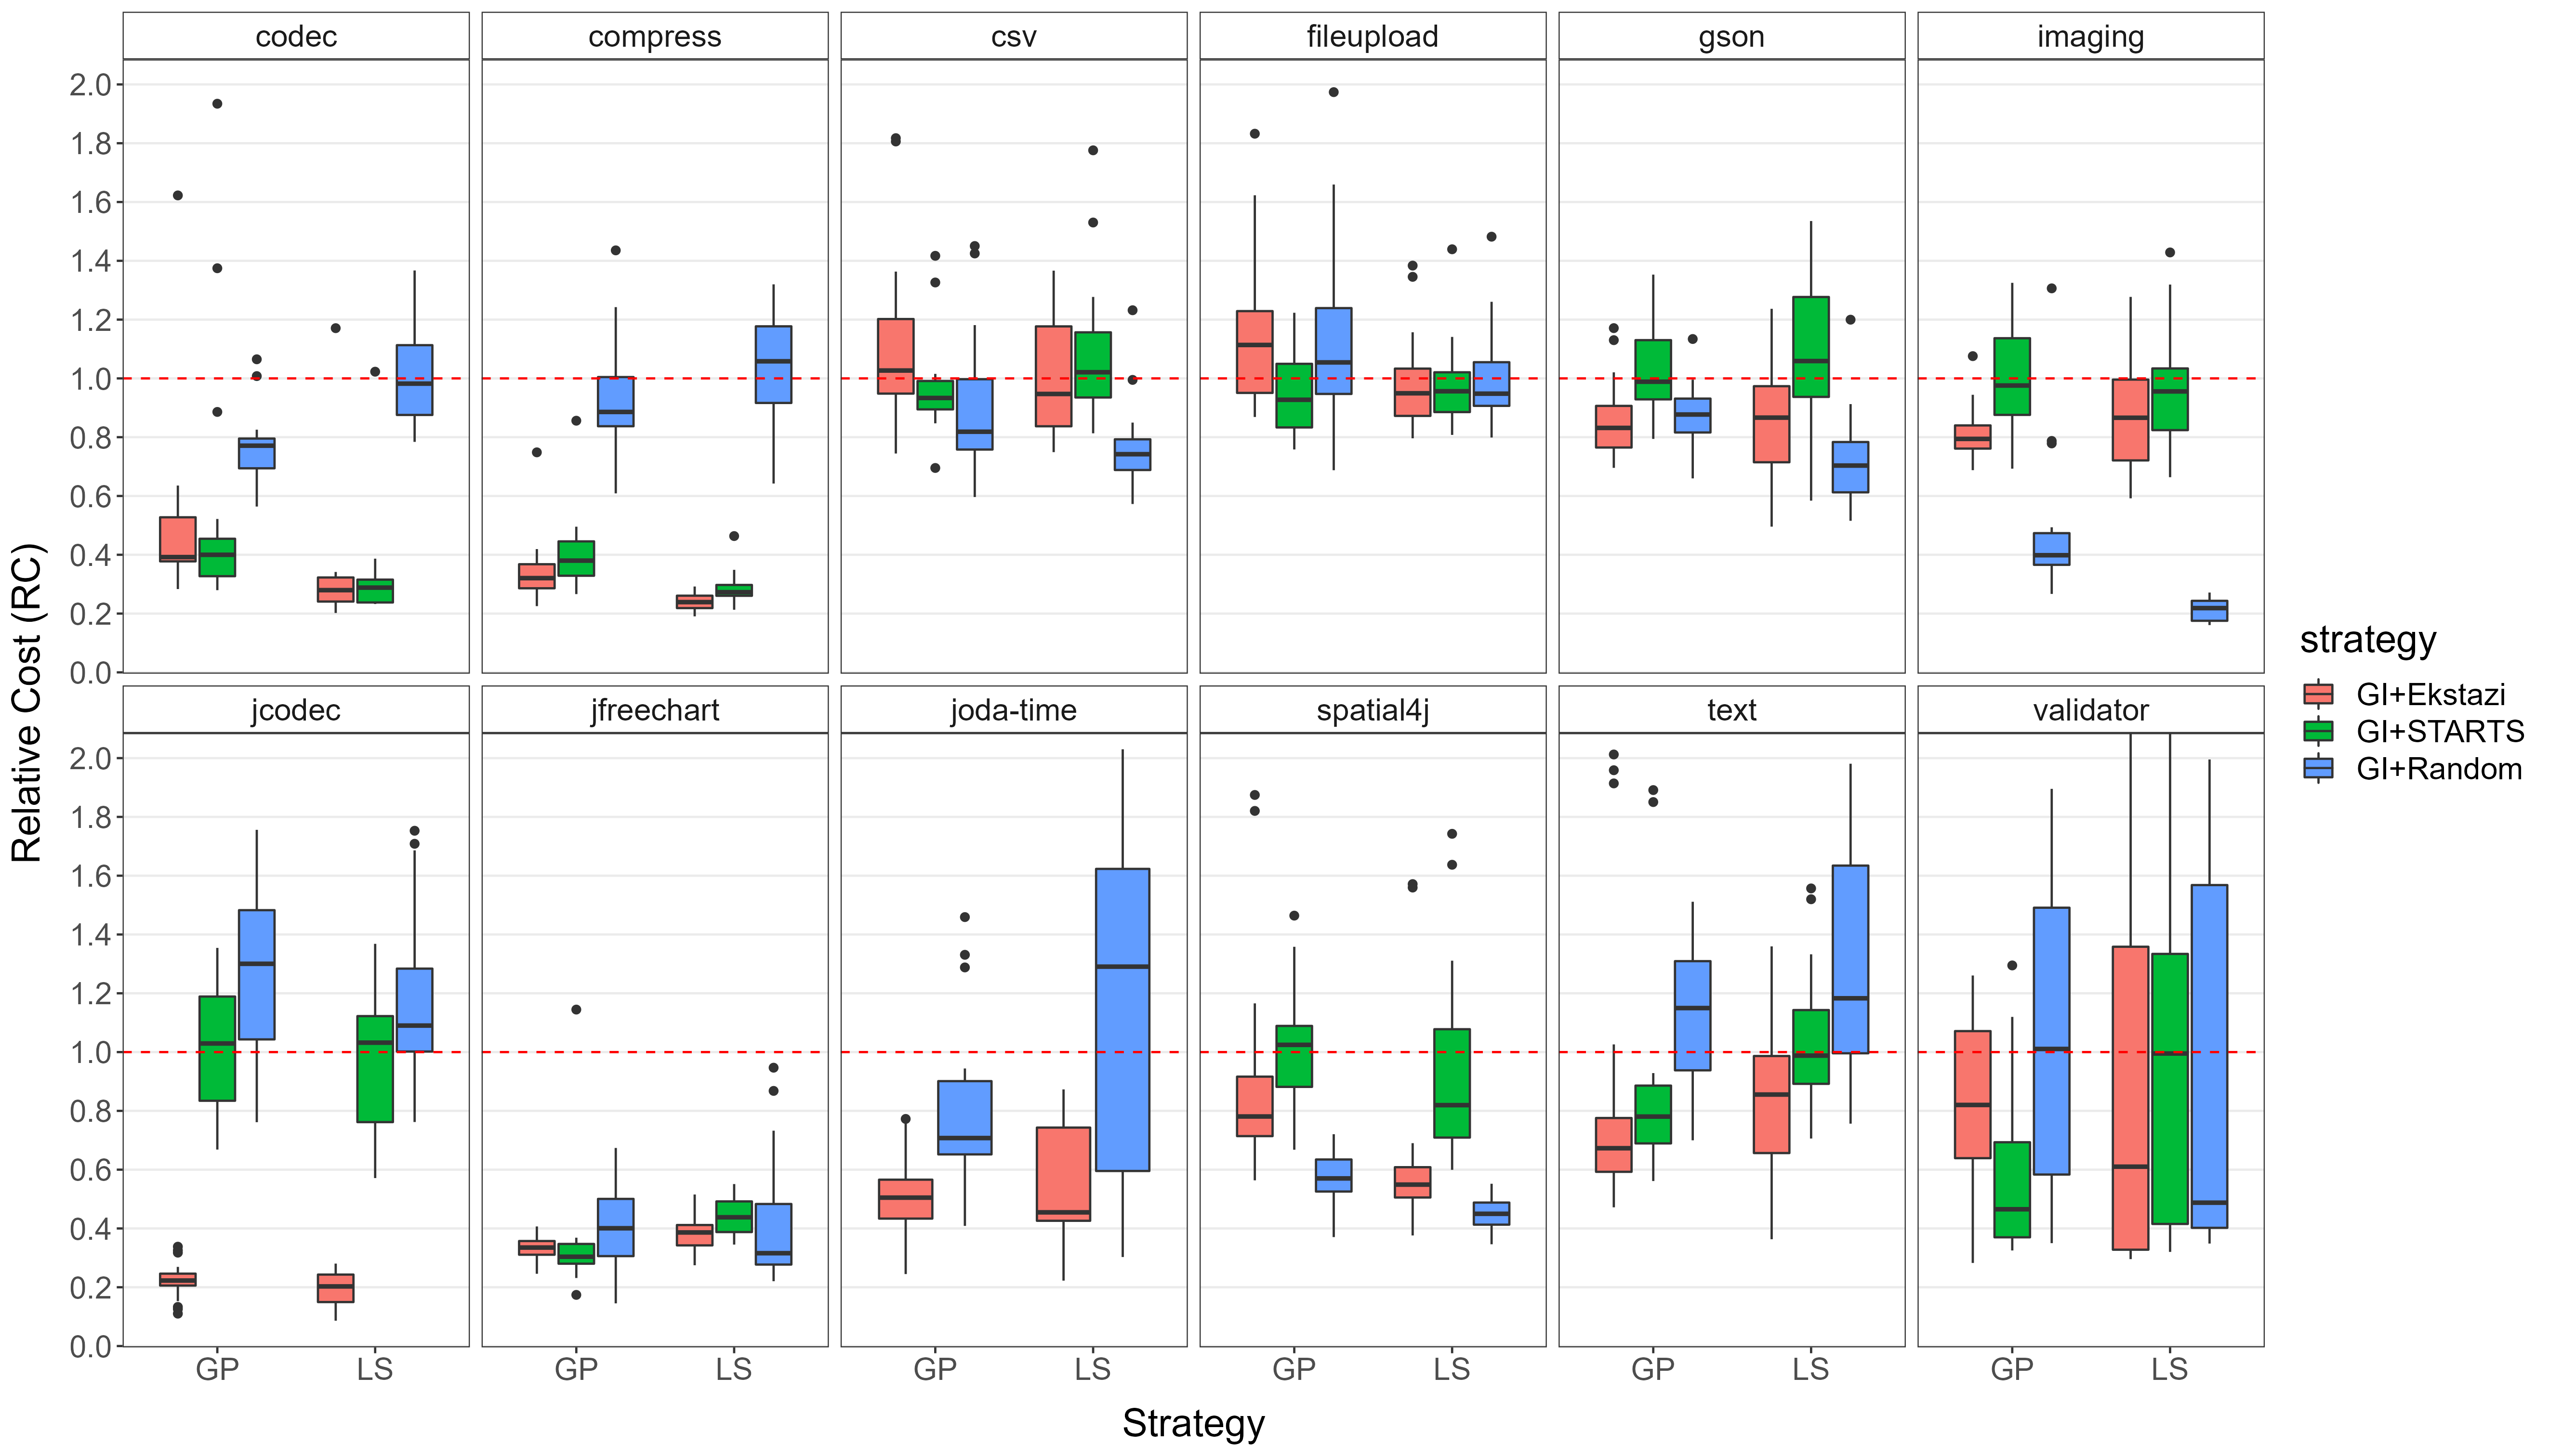 codec compress csv fileupload gson imaging
2.0
1.8
1.6
1.4
1.2
1.0
0.8
0.6
0.4
0.2
0.0
jcodec jfreechart joda-time spatial4j text validator
2.0
1.8
1.6
1.4
1.2
1.0
0.8
0.6
0.4
0.2
0.0
GP LS GP LS GP LS GP LS GP LS GP LS
Strategy
Relative Cost (RC)
strategy
GI+Ekstazi
GI+STARTS
GI+Random